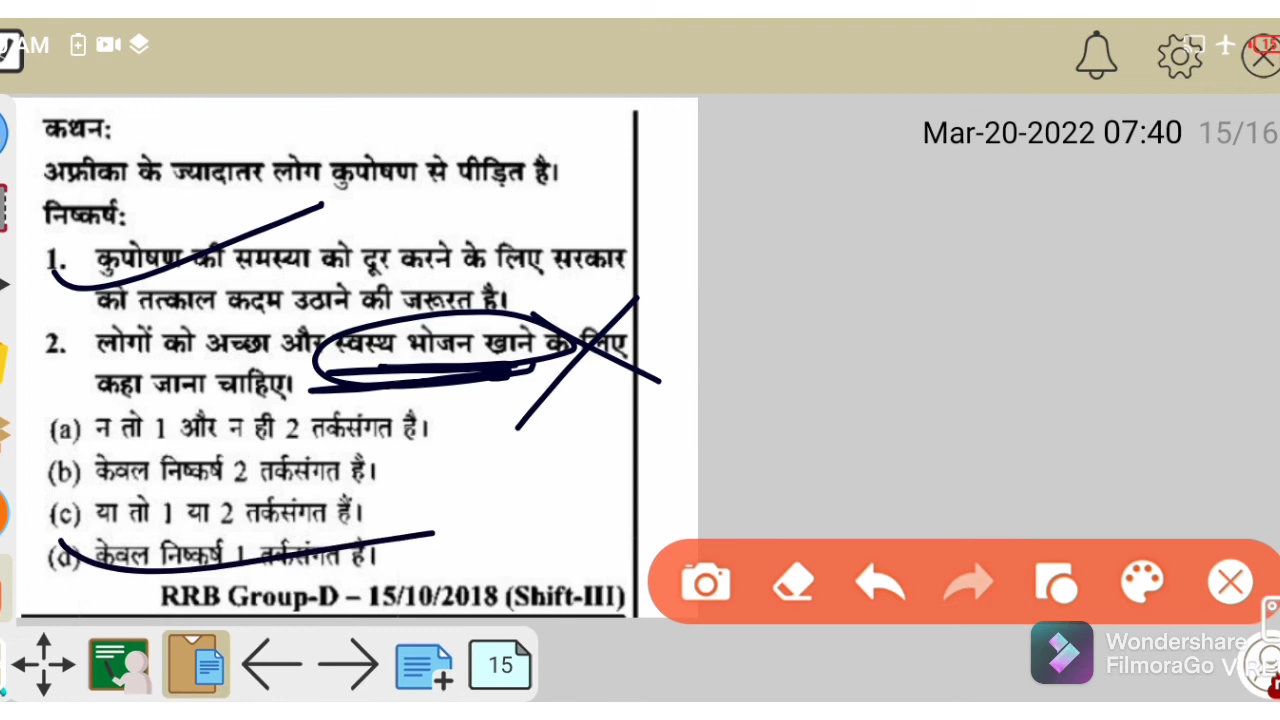 AM
15
Mar-20-2022 07:40 15/16
कथन:
अफ्रीका के ज्यादातर लोग कुपोषण से पीड़ित है।
निष्कर्ष:
1. कुपोषण की समस्या को दूर करने के लिए सरकार
को तत्काल कदम उठाने की जरूरत है।
2. लोगों को अच्छा और स्वस्थ भोजन खाने के लिए
कहा जाना चाहिए।
(a) न तो 1 और न ही 2 तर्कसंगत है।
(b) केवल निष्कर्ष 2 तर्कसंगत है।
(c) या तो 1 या 2 तर्कसंगत हैं।
(d) केवल निष्कर्ष 1 तर्कसंगत है।
RRB Group-D – 15/10/2018 (Shift-III)
15
Wondershare
FilmoraGo